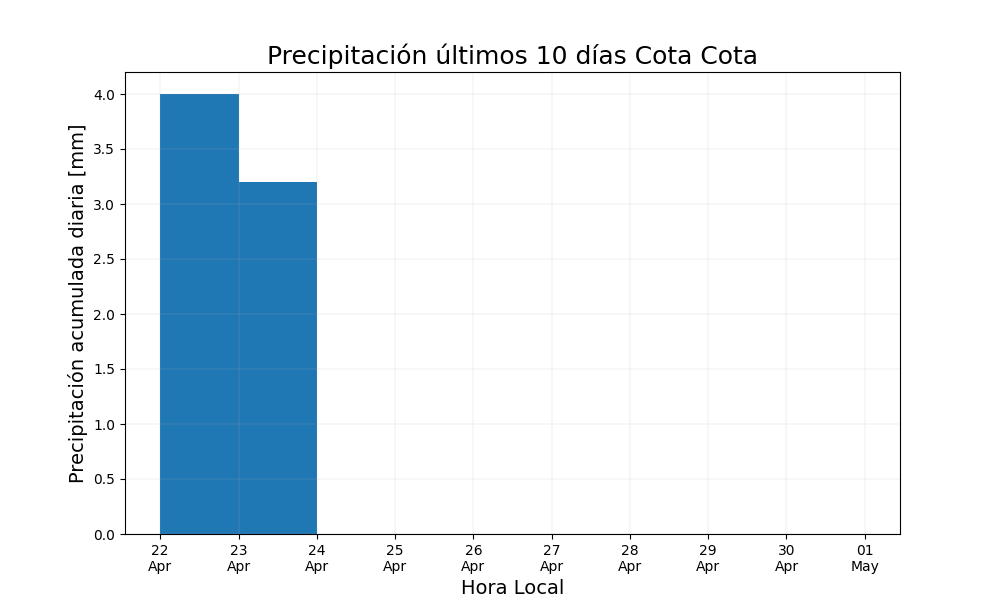 Precipitación últimos 10 días Cota Cota
Precipitación acumulada diaria [mm]
4.0
3.5
3.0
2.5
2.0
1.5
1.0
0.5
0.0
22 23 24 25 26 27 28 29 30 01
Apr Apr Apr Apr Apr Apr Apr Apr Apr May
Hora Local